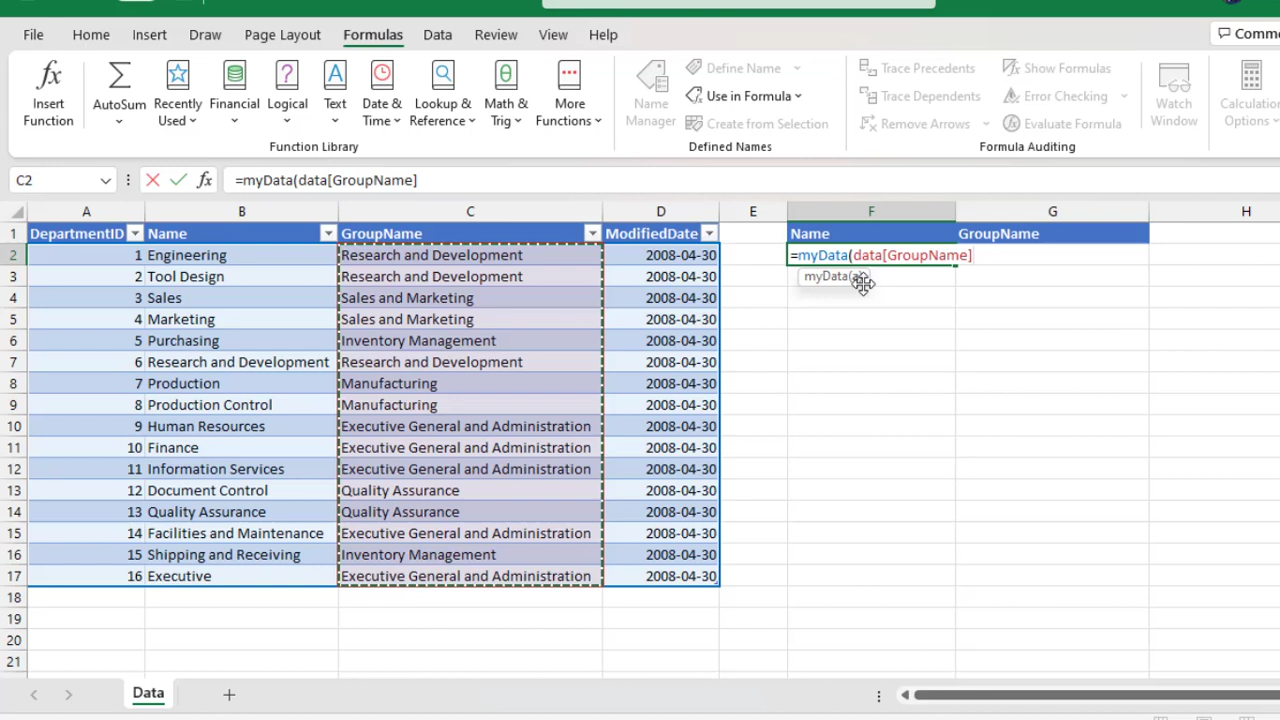 File Home Insert Draw Page Layout Formulas Data Review View Help
fx Insert Function
AutoSum
Recently Used
Financial
Logical
Text
Date & Time
Lookup & Reference
Math & Trig
More Functions
Function Library
Name Manager
Define Name
Use in Formula
Create from Selection
Defined Names
Trace Precedents
Trace Dependents
Remove Arrows
Show Formulas
Error Checking
Evaluate Formula
Formula Auditing
Watch Window
Calculation Options
C2 fx =myData(data[GroupName]
A B C D E F G H
1 DepartmentID Name GroupName ModifiedDate Name GroupName
2 1 Engineering Research and Development 2008-04-30 =myData(data[GroupName]
3 2 Tool Design Research and Development 2008-04-30 myData(
4 3 Sales Sales and Marketing 2008-04-30
5 4 Marketing Sales and Marketing 2008-04-30
6 5 Purchasing Inventory Management 2008-04-30
7 6 Research and Development Research and Development 2008-04-30
8 7 Production Manufacturing 2008-04-30
9 8 Production Control Manufacturing 2008-04-30
10 9 Human Resources Executive General and Administration 2008-04-30
11 10 Finance Executive General and Administration 2008-04-30
12 11 Information Services Executive General and Administration 2008-04-30
13 12 Document Control Quality Assurance 2008-04-30
14 13 Quality Assurance Quality Assurance 2008-04-30
15 14 Facilities and Maintenance Executive General and Administration 2008-04-30
16 15 Shipping and Receiving Inventory Management 2008-04-30
17 16 Executive Executive General and Administration 2008-04-30
18
19
20
21
Data